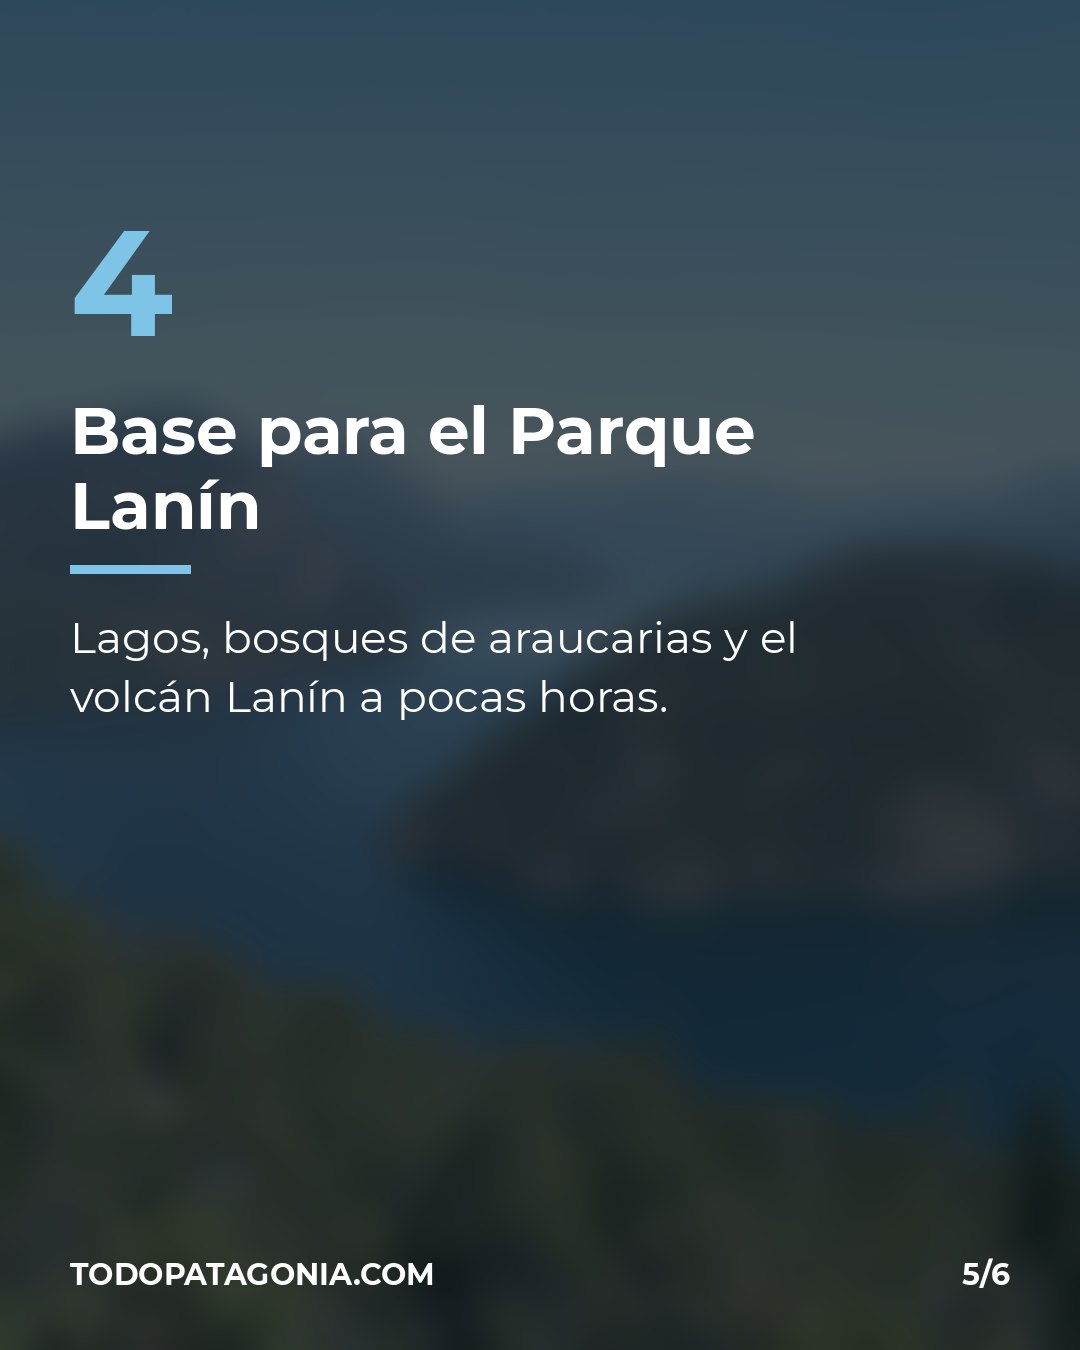 4
Base para el Parque
Lanín
Lagos, bosques de araucarias y el
volcán Lanín a pocas horas.
TODOPATAGONIA.COM
5/6